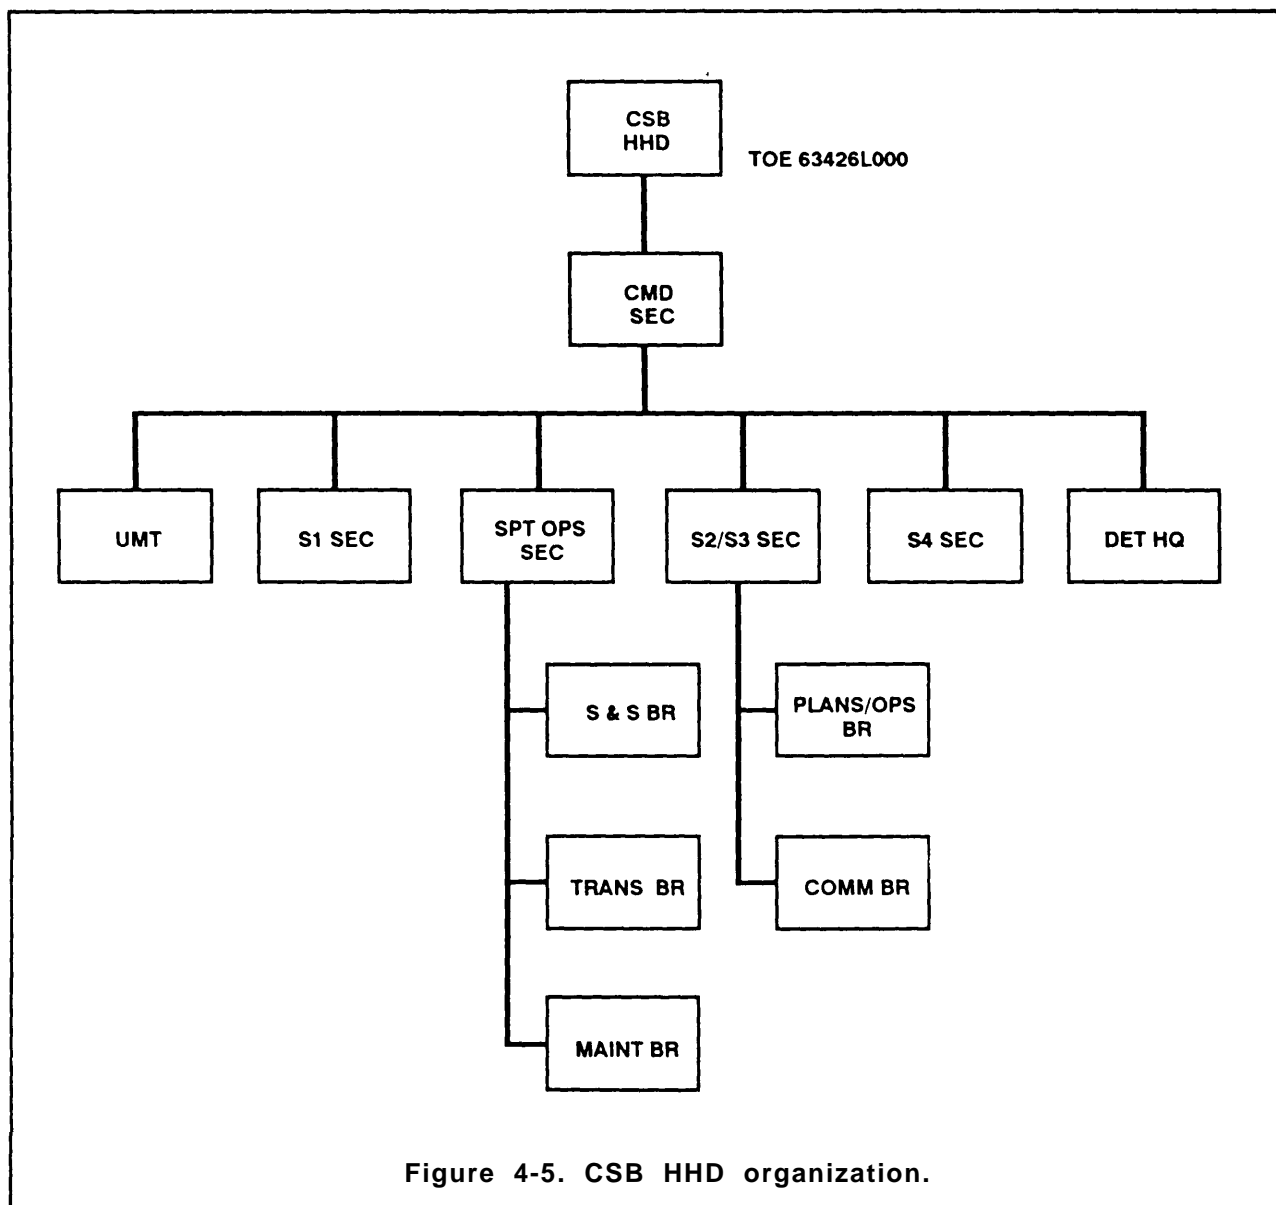 CSB
HHD
TOE 63426L000
CMD
SEC
UMT
S1 SEC
SPT OPS
SEC
S2/S3 SEC
S4 SEC
DET HQ
S & S BR
PLANS/OPS
BR
TRANS BR
COMM BR
MAINT BR
Figure 4-5. CSB HHD organization.